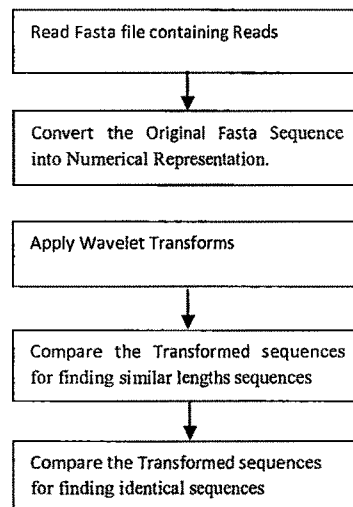 Read Fasta file containing Reads
Convert the Original Fasta Sequence
into Numerical Representation.
Apply Wavelet Transforms
Compare the Transformed sequences
for finding similar lengths sequences
Compare the Transformed sequences
for finding identical sequences